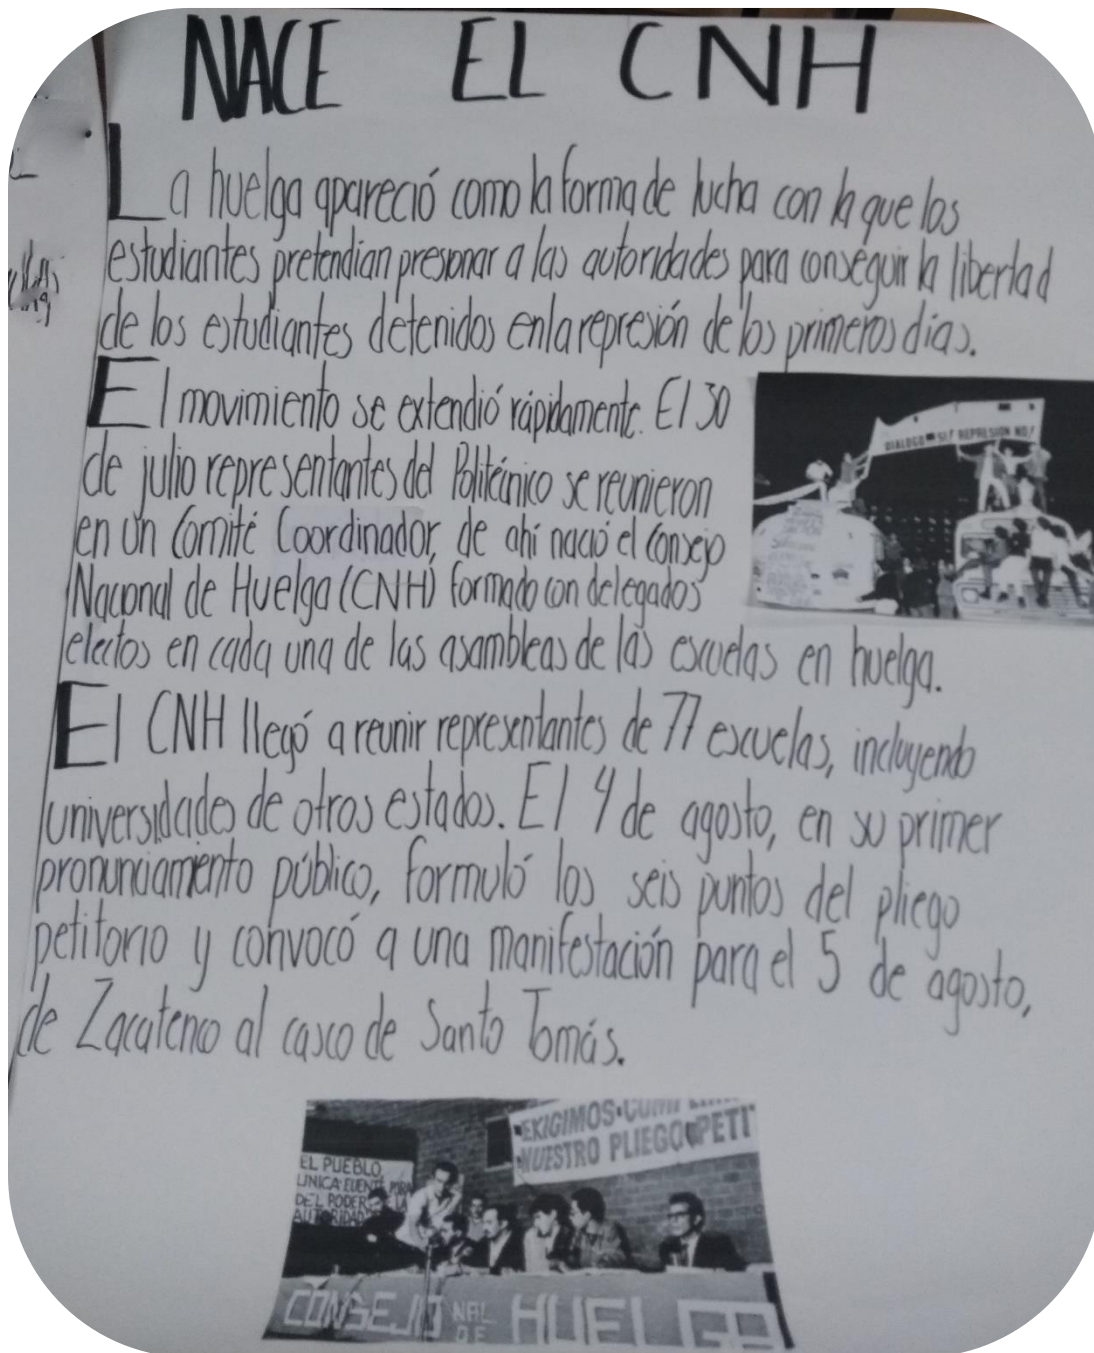 NACE EL CNH
La huelga apareció como la forma de lucha con la que los
estudiantes pretendian presionar a las autoridades para conseguir la libertad
de los estudiantes detenidos en la represión de los primeros días.
El movimiento se extendió rápidamente. El 30
de julio representantes del Politécnico se reunieron
en un Comité Coordinador, de ahí nació el Consejo
Nacional de Huelga (CNH) formado con delegados
electos en cada una de las asambleas de las escuelas en huelga.
El CNH llegó a reunir representantes de 77 escuelas, incluyendo
universidades de otros estados. El 4 de agosto, en su primer
pronunciamiento público, formuló los seis puntos del pliego
petitorio y convocó a una manifestación para el 5 de agosto,
de Zacatenco al casco de Santo Tomás.
DIALOGO SI! REPRESION NO!
EXIGIMOS
NUESTRO PLIEGO PETI
EL PUEBLO,
UNICA FUENTE PARA
DEL PODER LA
AUTORIDAD
CONSEJO NAL DE HUELGA